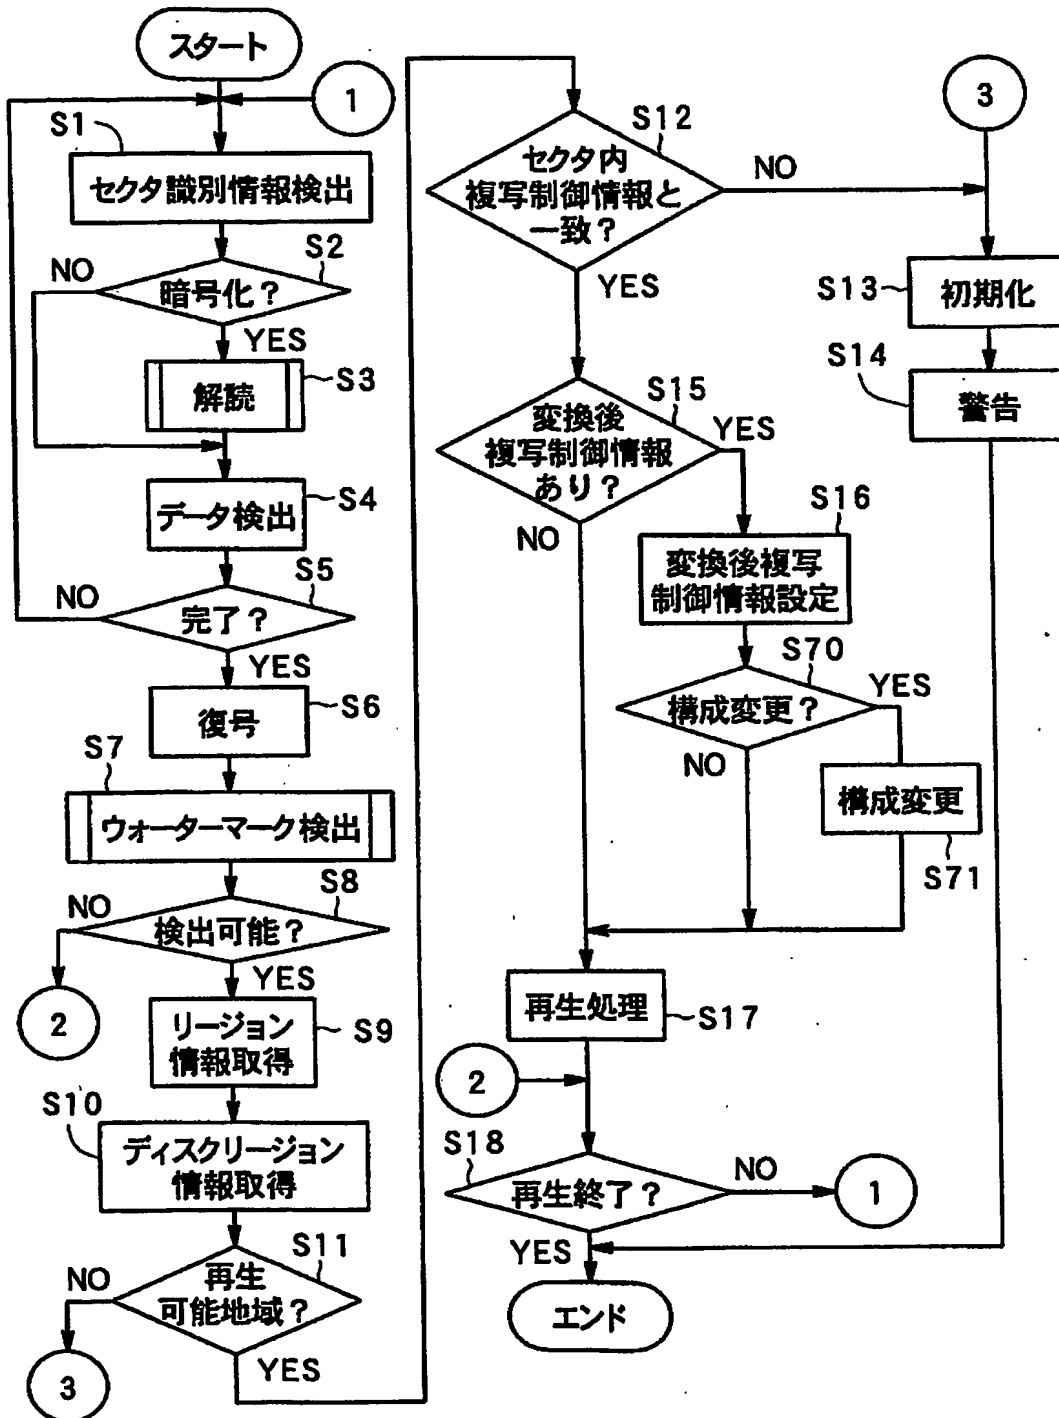 スタート
1
S1
セクタ識別情報検出
S2
NO
暗号化？
YES
解読
S3
データ検出
S4
S5
NO
完了？
YES
復号
S6
S7
ウォーターマーク検出
S8
NO
検出可能？
YES
2
リージョン
情報取得
S9
S10
ディスクリージョン
情報取得
S11
NO
再生
可能地域？
YES
3
S12
セクタ内
複写制御情報と
一致？
NO
YES
3
S13
初期化
S14
警告
S15
変換後
複写制御情報
あり？
YES
NO
S16
変換後複写
制御情報設定
S70
構成変更？
YES
NO
構成変更
S71
再生処理
S17
2
S18
再生終了？
NO
1
YES
エンド